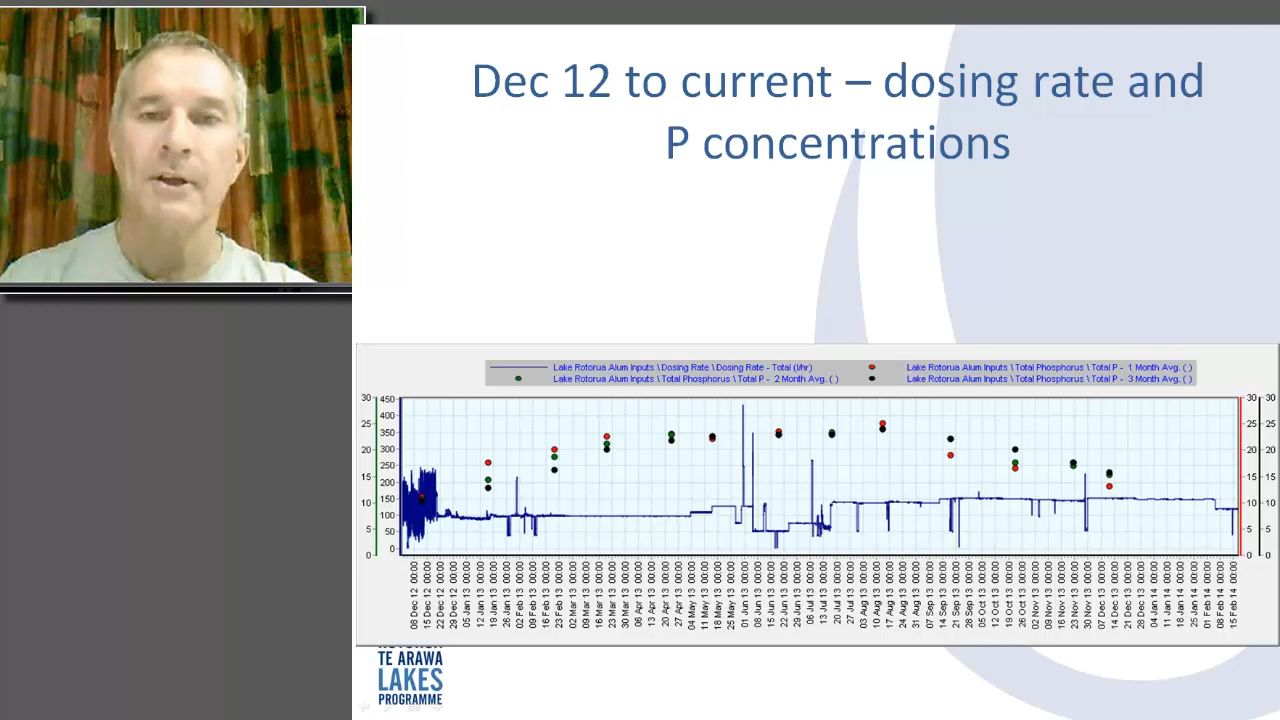 Dec 12 to current – dosing rate and
P concentrations
Lake Rotorua Alum Inputs \ Dosing Rate \ Dosing Rate - Total (l/hr)
Lake Rotorua Alum Inputs \ Total Phosphorus \ Total P - 1 Month Avg. ( )
Lake Rotorua Alum Inputs \ Total Phosphorus \ Total P - 2 Month Avg. ( )
Lake Rotorua Alum Inputs \ Total Phosphorus \ Total P - 3 Month Avg. ( )
30 25 20 15 10 5 0
450 400 350 300 250 200 150 100 50 0
30 25 20 15 10 5 0
30 25 20 15 10 5 0
08 Dec 12 00:00
15 Dec 12 00:00
22 Dec 12 00:00
29 Dec 12 00:00
05 Jan 13 00:00
12 Jan 13 00:00
19 Jan 13 00:00
26 Jan 13 00:00
02 Feb 13 00:00
09 Feb 13 00:00
16 Feb 13 00:00
23 Feb 13 00:00
02 Mar 13 00:00
09 Mar 13 00:00
16 Mar 13 00:00
23 Mar 13 00:00
30 Mar 13 00:00
06 Apr 13 00:00
13 Apr 13 00:00
20 Apr 13 00:00
27 Apr 13 00:00
04 May 13 00:00
11 May 13 00:00
18 May 13 00:00
25 May 13 00:00
01 Jun 13 00:00
08 Jun 13 00:00
15 Jun 13 00:00
22 Jun 13 00:00
29 Jun 13 00:00
06 Jul 13 00:00
13 Jul 13 00:00
20 Jul 13 00:00
27 Jul 13 00:00
03 Aug 13 00:00
10 Aug 13 00:00
17 Aug 13 00:00
24 Aug 13 00:00
31 Aug 13 00:00
07 Sep 13 00:00
14 Sep 13 00:00
21 Sep 13 00:00
28 Sep 13 00:00
05 Oct 13 00:00
12 Oct 13 00:00
19 Oct 13 00:00
26 Oct 13 00:00
02 Nov 13 00:00
09 Nov 13 00:00
16 Nov 13 00:00
23 Nov 13 00:00
30 Nov 13 00:00
07 Dec 13 00:00
14 Dec 13 00:00
21 Dec 13 00:00
28 Dec 13 00:00
04 Jan 14 00:00
11 Jan 14 00:00
18 Jan 14 00:00
25 Jan 14 00:00
01 Feb 14 00:00
08 Feb 14 00:00
15 Feb 14 00:00
ROTORUA
TE ARAWA
LAKES
PROGRAMME